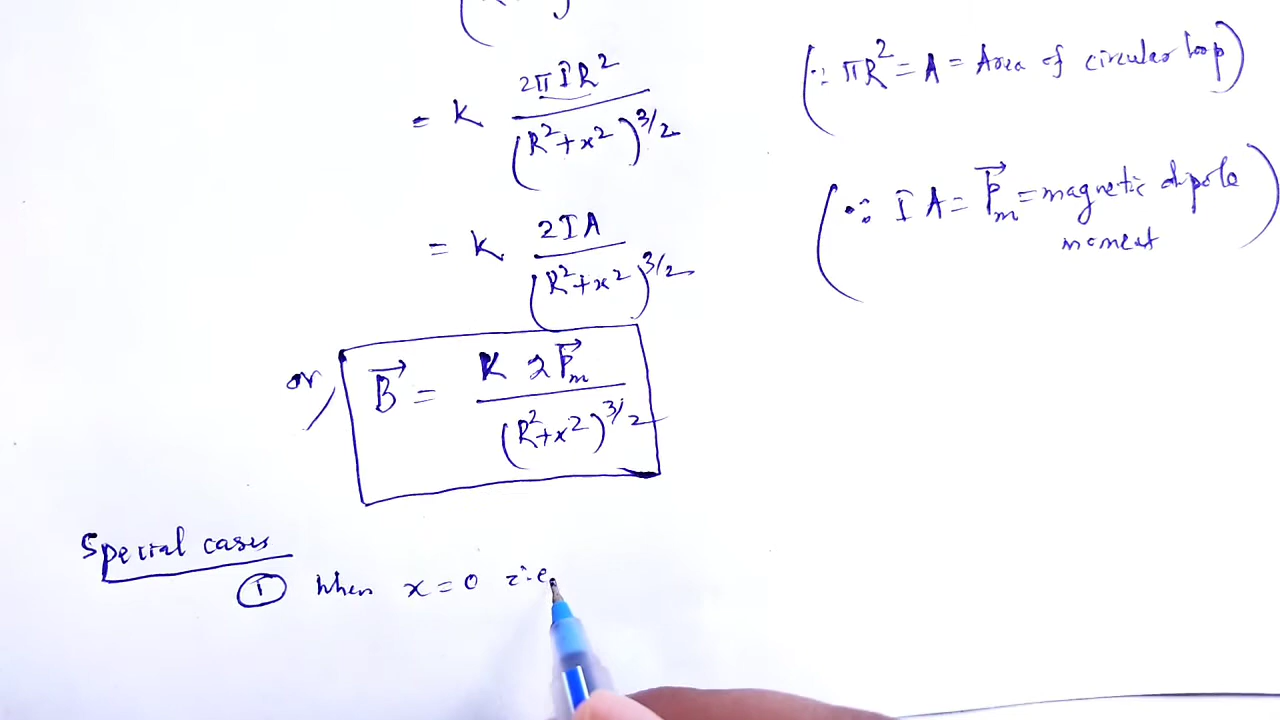 = K 2πIR² / (R²+x²)^3/2
(∵ πR² = A = Area of circular loop)
= K 2IA / (R²+x²)^3/2
(∵ IA = P⃗m = magnetic dipole
moment
or, B⃗ = K 2P⃗m / (R²+x²)^3/2
Special cases
① When x = 0 i.e